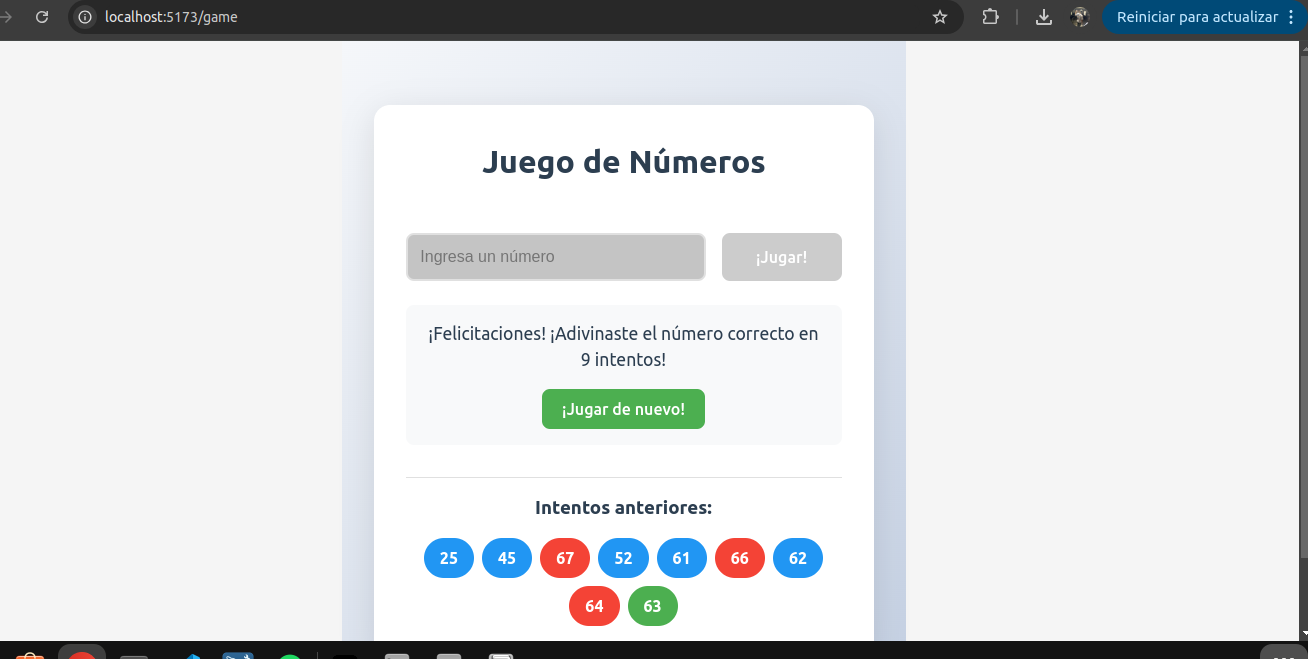 localhost:5173/game
Reiniciar para actualizar
Juego de Números
Ingresa un número
¡Jugar!
¡Felicitaciones! ¡Adivinaste el número correcto en
9 intentos!
¡Jugar de nuevo!
Intentos anteriores:
25 45 67 52 61 66 62
64 63